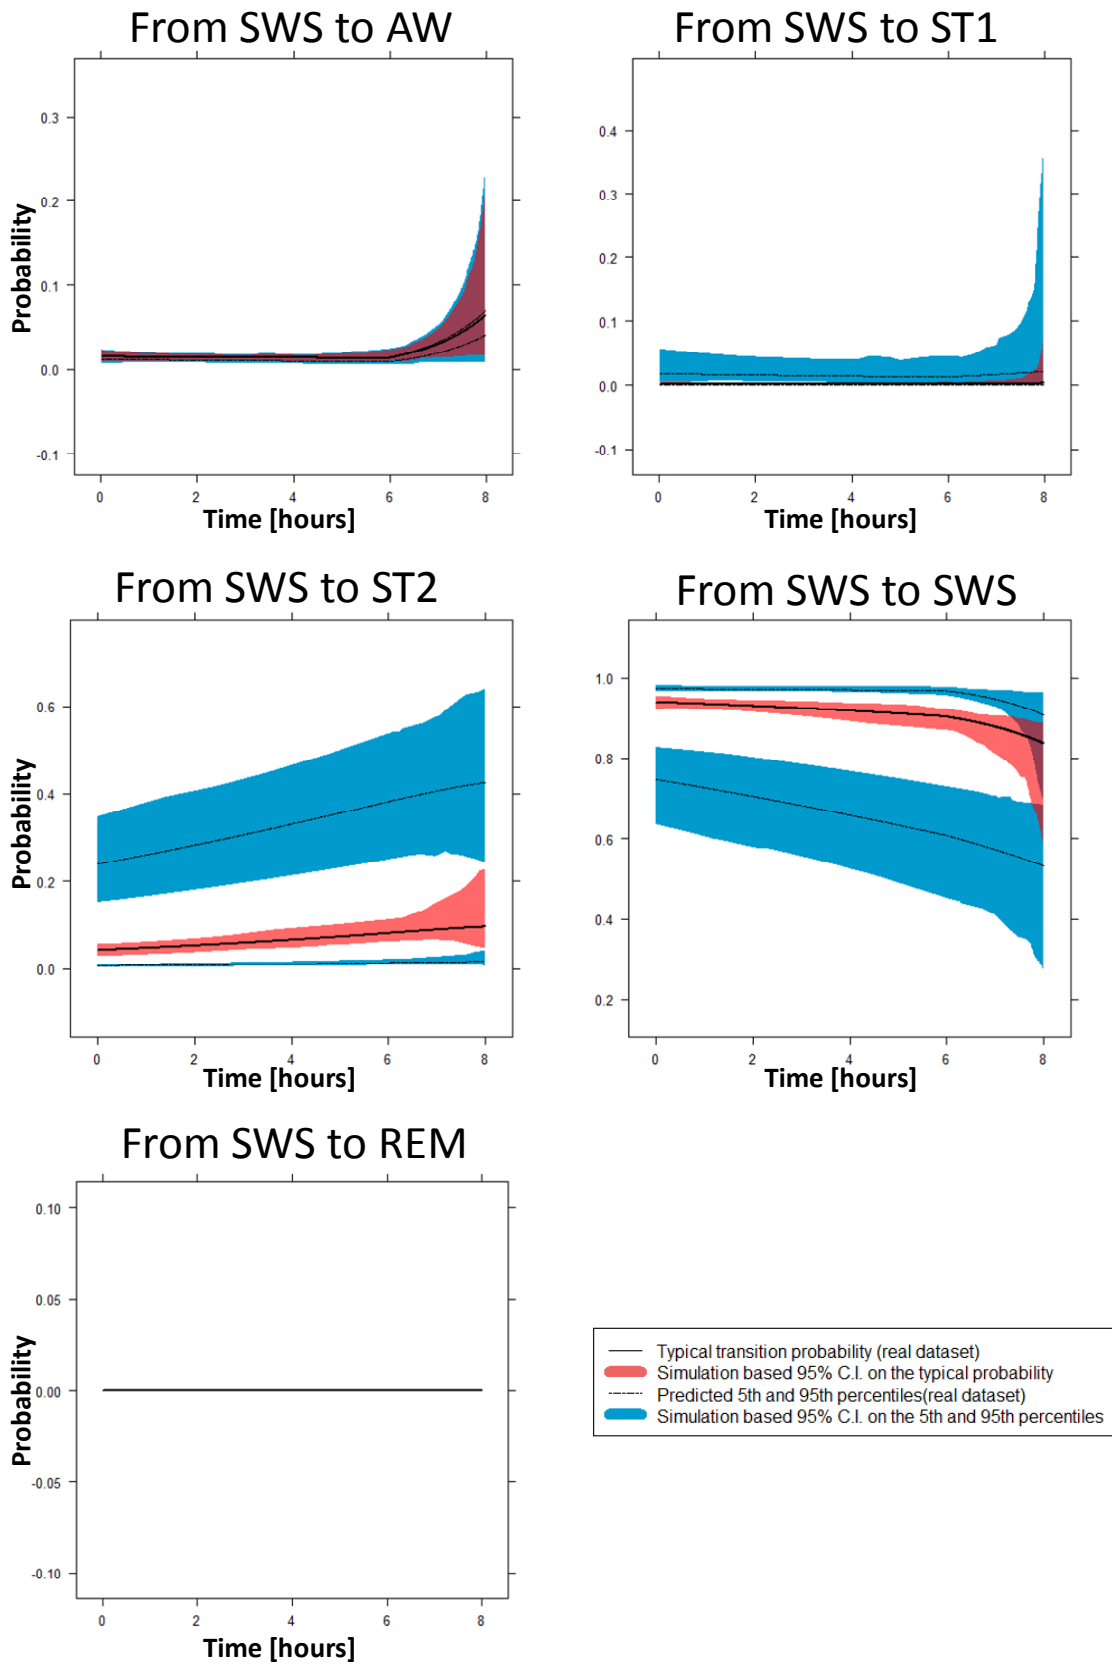 From SWS to AW
0.3
0.2
0.1
0.0
-0.1
Probability
0 2 4 6 8
Time [hours]
From SWS to ST1
0.4
0.3
0.2
0.1
0.0
-0.1
0 2 4 6 8
Time [hours]
From SWS to ST2
0.6
0.4
0.2
0.0
Probability
0 2 4 6 8
Time [hours]
From SWS to SWS
1.0
0.8
0.6
0.4
0.2
0 2 4 6 8
Time [hours]
From SWS to REM
0.10
0.05
0.00
-0.05
-0.10
Probability
0 2 4 6 8
Time [hours]
Typical transition probability (real dataset)
Simulation based 95% C.I. on the typical probability
Predicted 5th and 95th percentiles(real dataset)
Simulation based 95% C.I. on the 5th and 95th percentiles